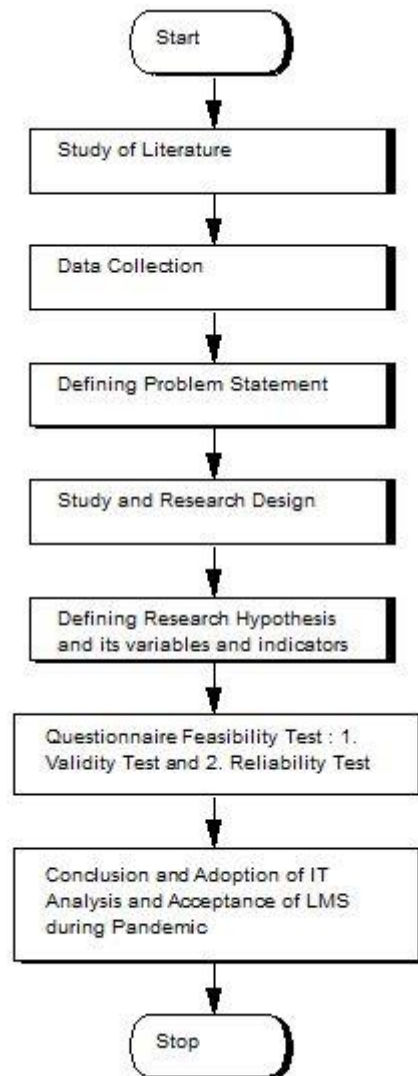 Start
Study of Literature
Data Collection
Defining Problem Statement
Study and Research Design
Defining Research Hypothesis
and its variables and indicators
Questionnaire Feasibility Test : 1.
Validity Test and 2. Reliability Test
Conclusion and Adoption of IT
Analysis and Acceptance of LMS
during Pandemic
Stop